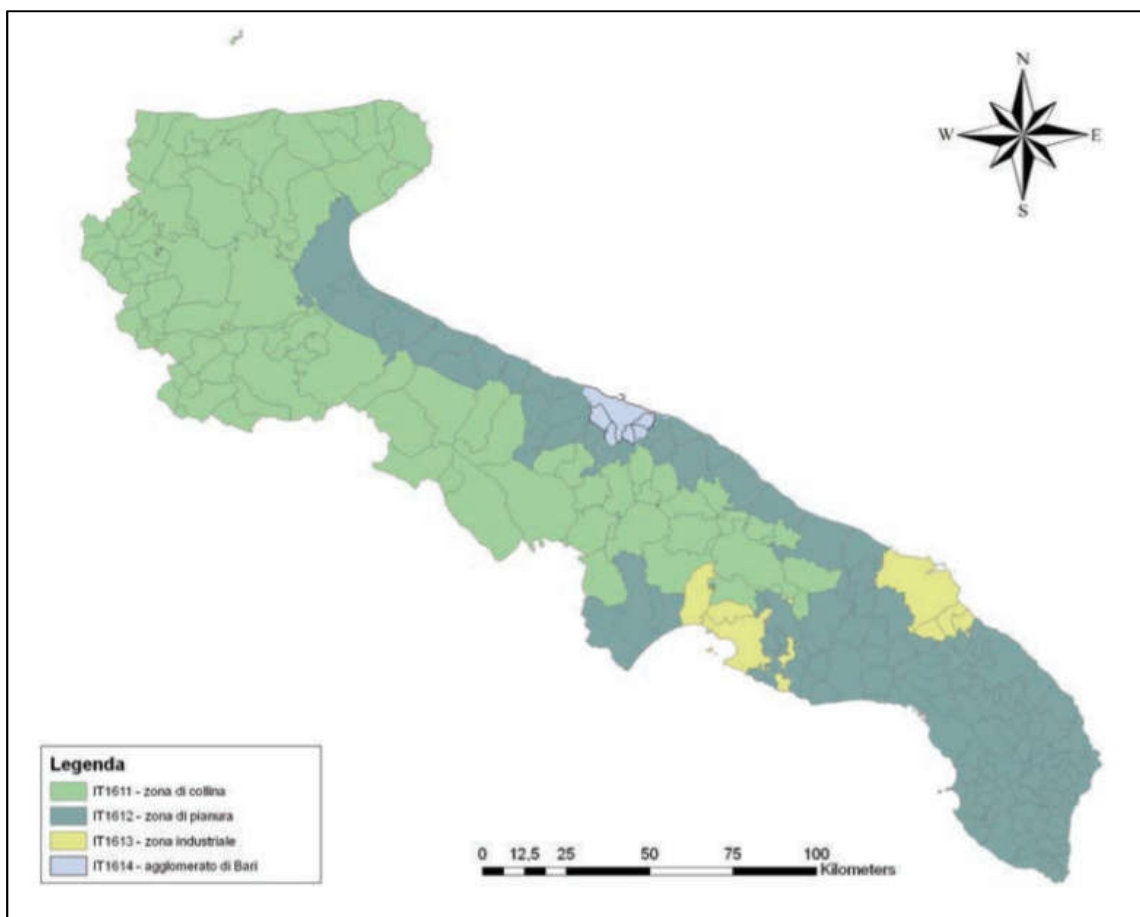 N
W E
S
Legenda
IT1611 - zona di collina
IT1612 - zona di pianura
IT1613 - zona industriale
IT1614 - agglomerato di Bari
0 12,5 25 50 75 100
Kilometers